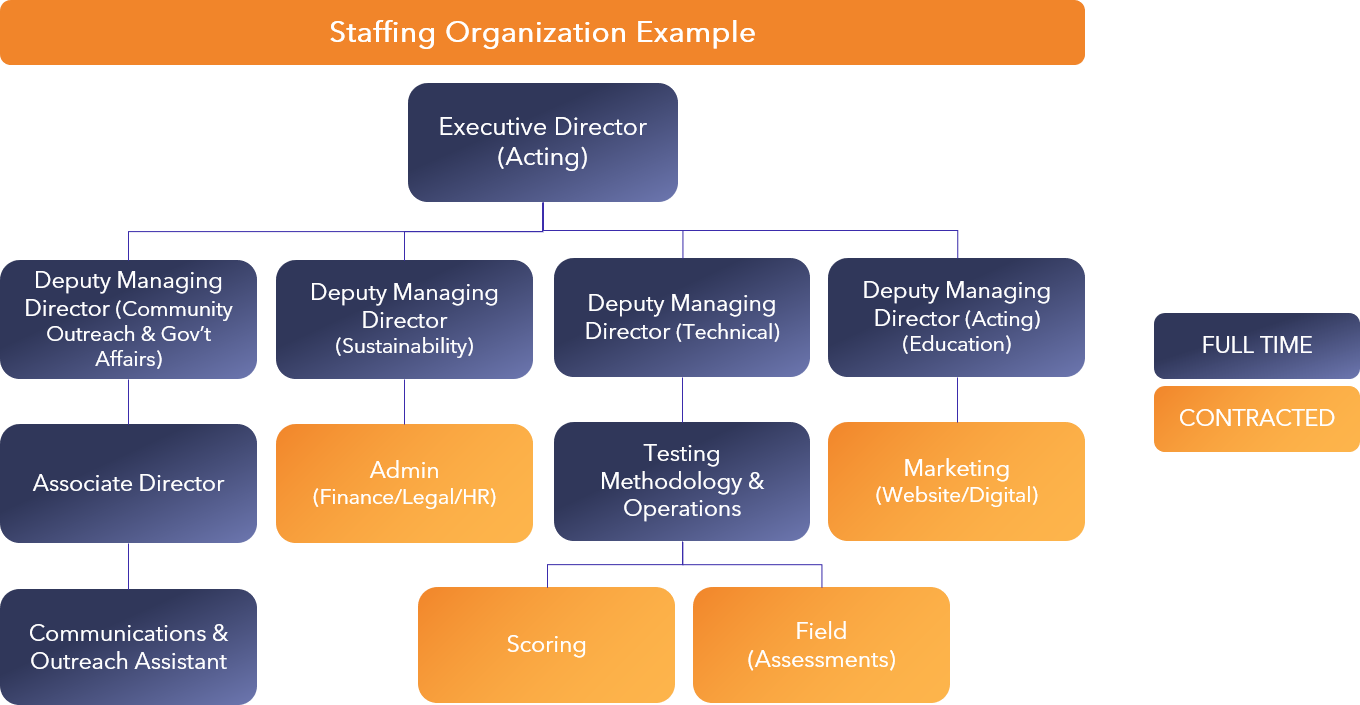 Staffing Organization Example
Executive Director
(Acting)
Deputy Managing
Director (Community
Outreach & Gov’t
Affairs)
Deputy Managing
Director
(Sustainability)
Deputy Managing
Director (Technical)
Deputy Managing
Director (Acting)
(Education)
FULL TIME
CONTRACTED
Associate Director
Admin
(Finance/Legal/HR)
Testing
Methodology &
Operations
Marketing
(Website/Digital)
Communications &
Outreach Assistant
Scoring
Field
(Assessments)